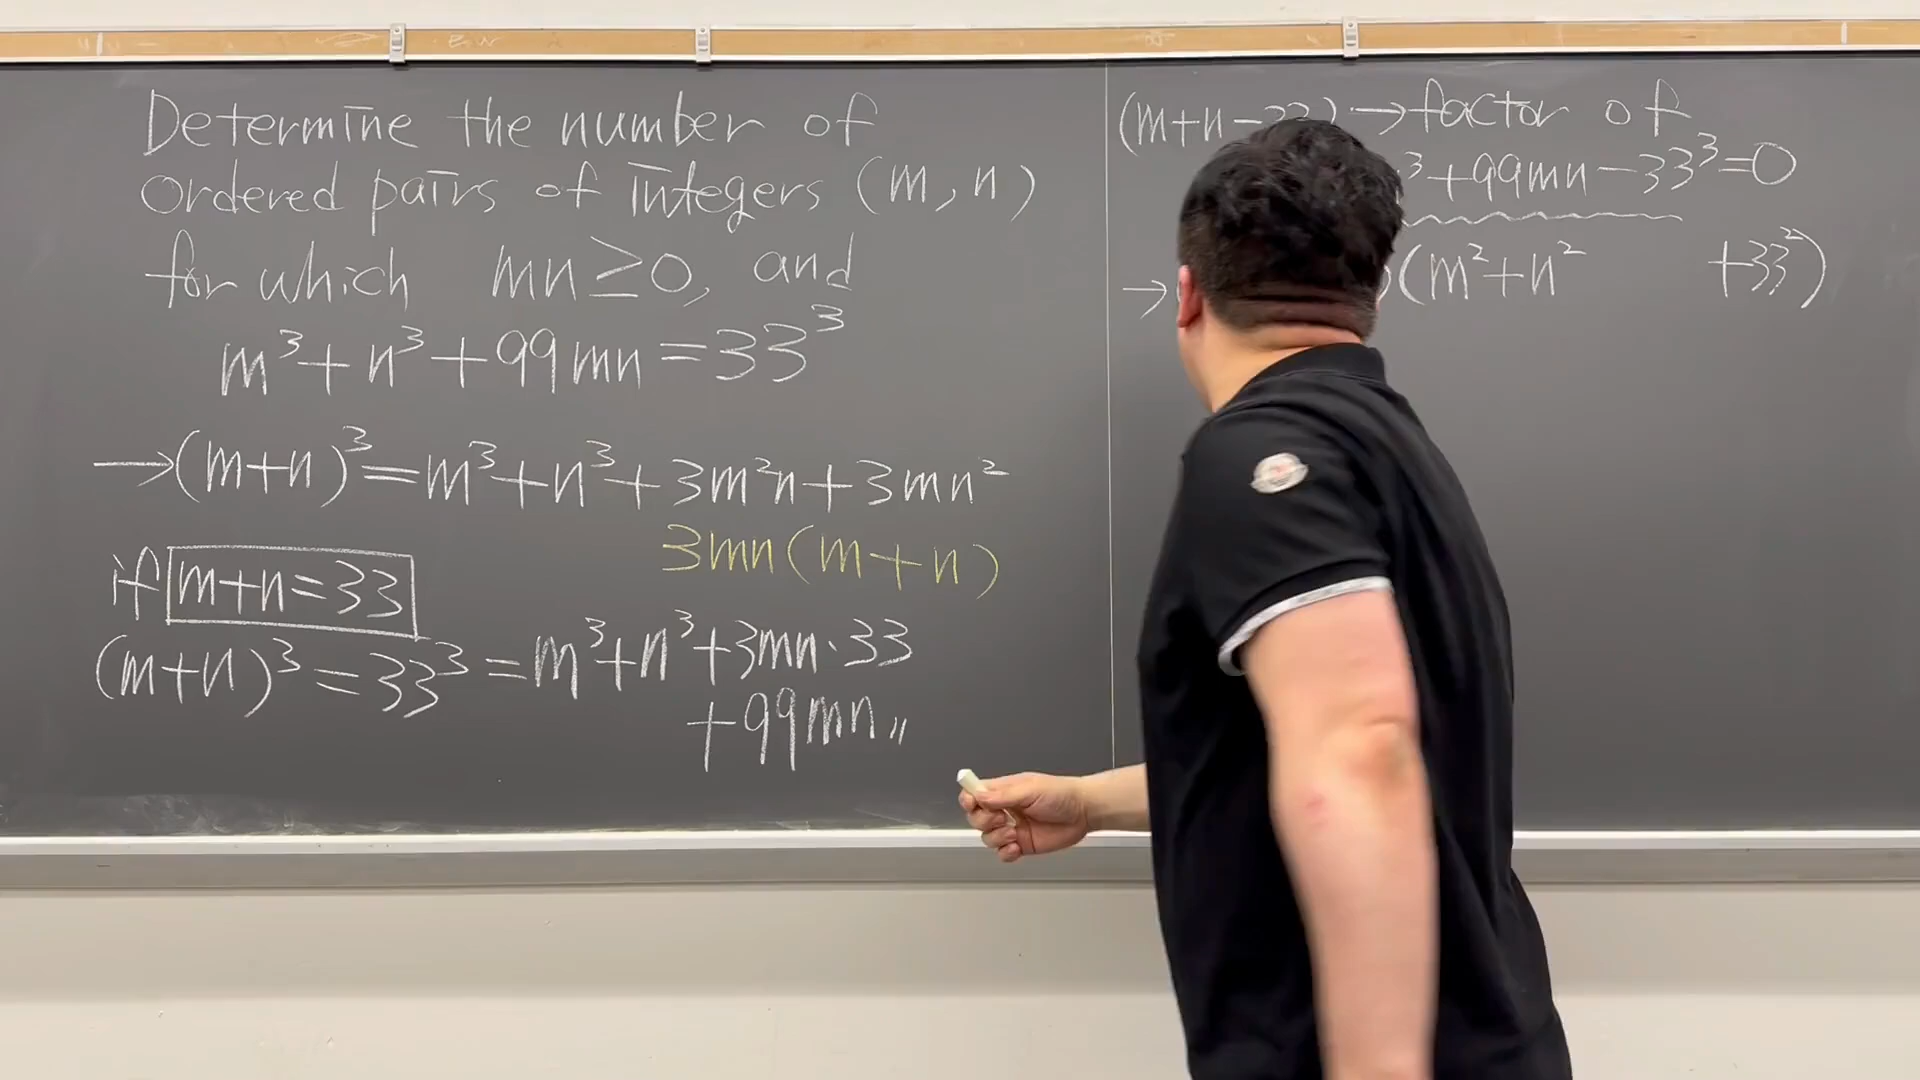 Determine the number of
ordered pairs of integers (m, n)
for which mn ≥ 0, and
m³ + n³ + 99mn = 33³
→ (m+n)³ = m³ + n³ + 3m²n + 3mn²
3mn(m+n)
if m+n=33
(m+n)³ = 33³ = m³ + n³ + 3mn·33
+99mn
(m+n-33) → factor of
³+99mn-33³=0
→ (m²+n² +33²)